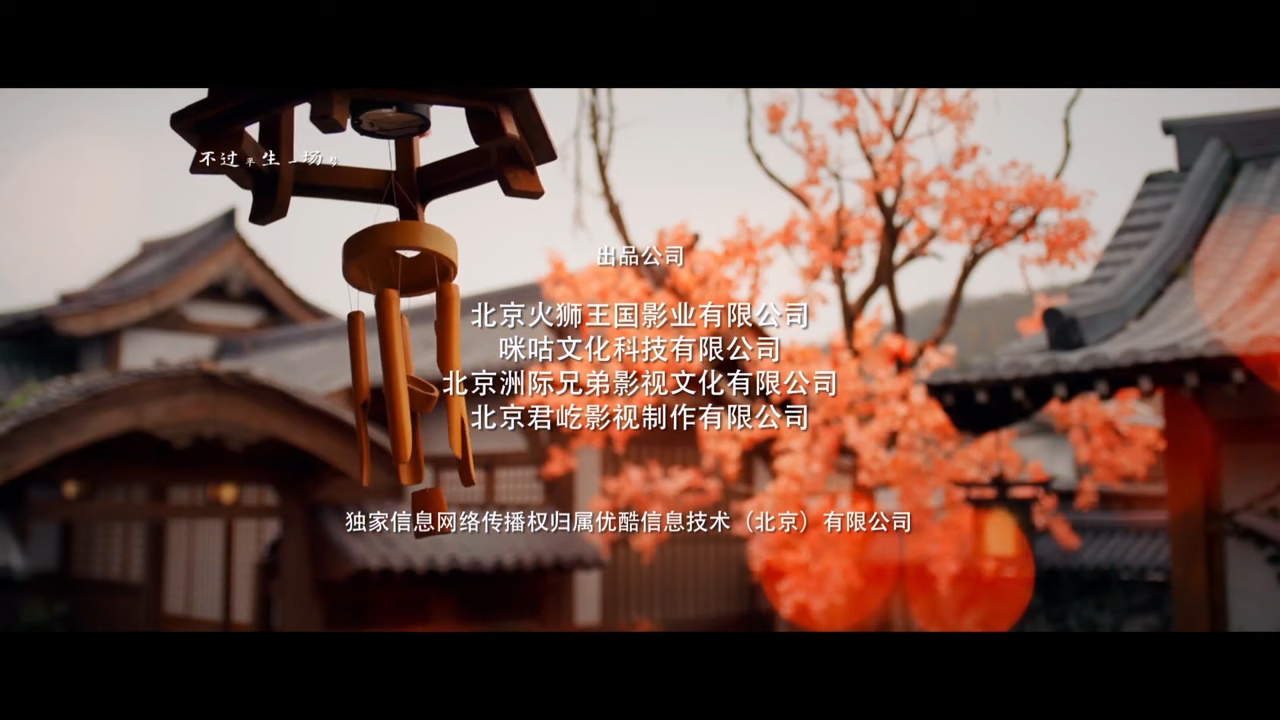 不过平生一场梦
出品公司
北京火狮王国影业有限公司
咪咕文化科技有限公司
北京洲际兄弟影视文化有限公司
北京君屹影视制作有限公司
独家信息网络传播权归属优酷信息技术（北京）有限公司